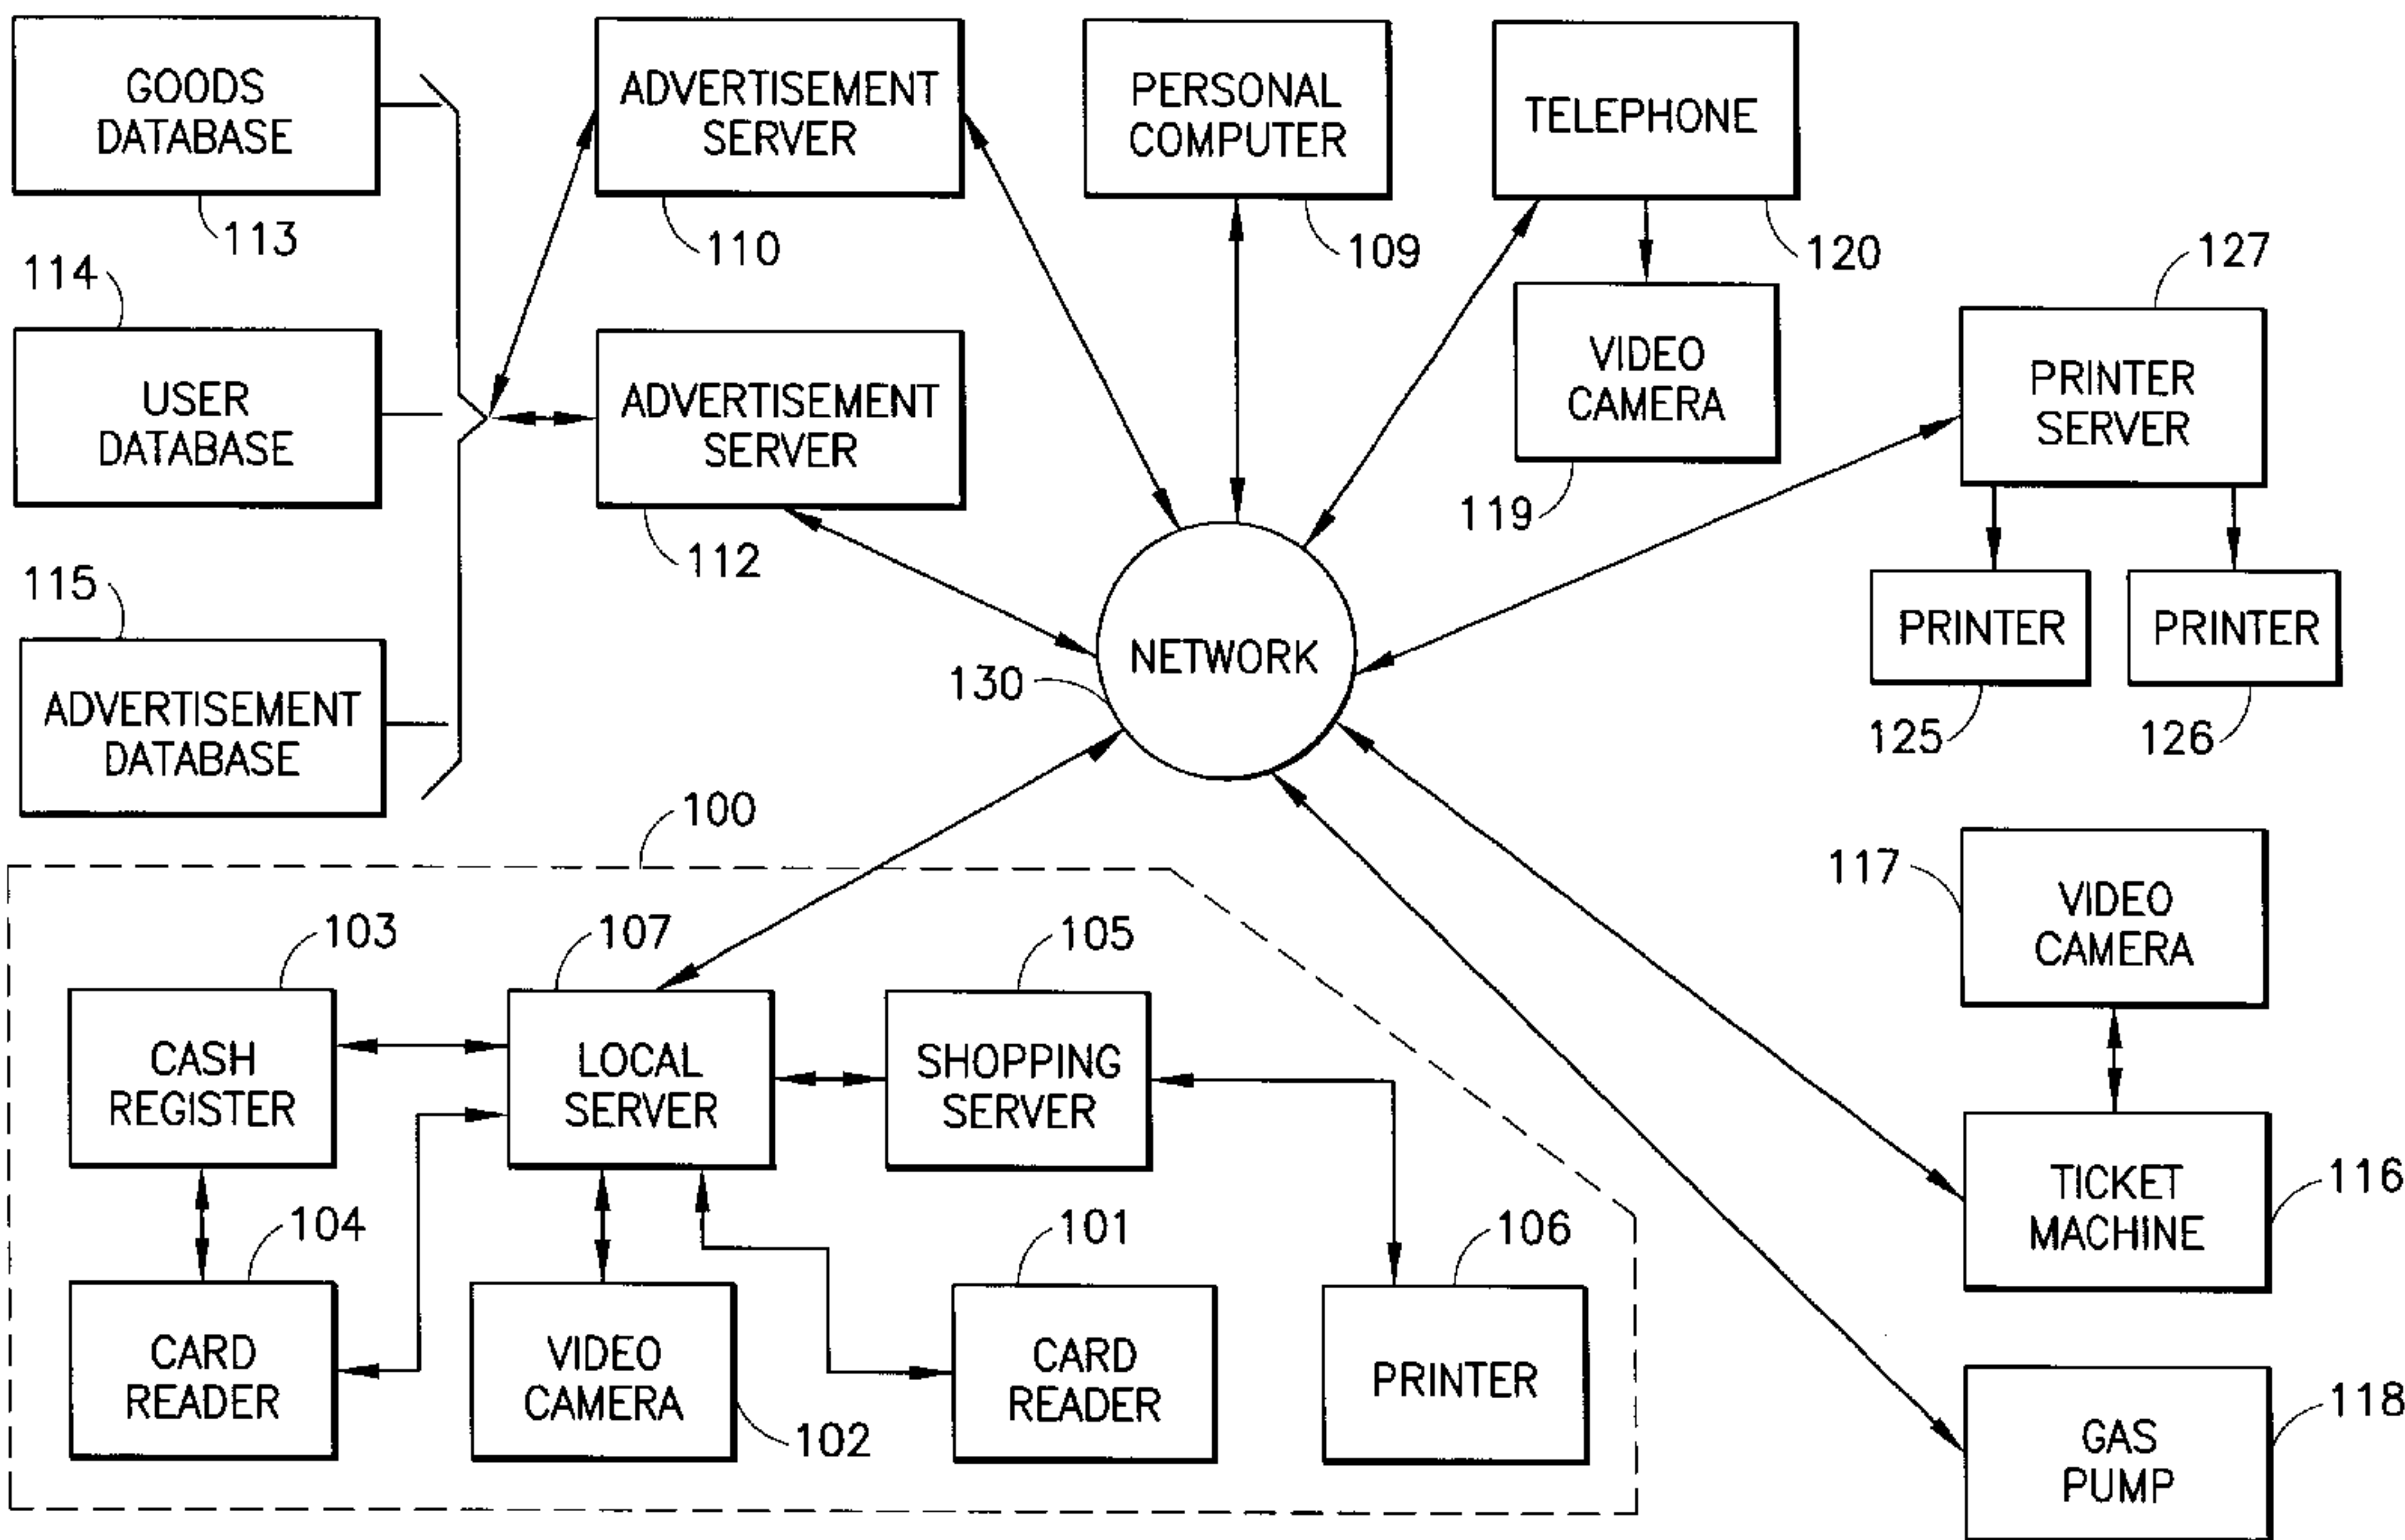 GOODS
DATABASE
113
ADVERTISEMENT
SERVER
110
PERSONAL
COMPUTER
109
TELEPHONE
120
114
USER
DATABASE
ADVERTISEMENT
SERVER
112
VIDEO
CAMERA
119
127
PRINTER
SERVER
115
ADVERTISEMENT
DATABASE
NETWORK
130
PRINTER
125
PRINTER
126
100
117
VIDEO
CAMERA
103
CASH
REGISTER
107
LOCAL
SERVER
105
SHOPPING
SERVER
TICKET
MACHINE
116
104
CARD
READER
VIDEO
CAMERA
102
101
CARD
READER
106
PRINTER
GAS
PUMP
118